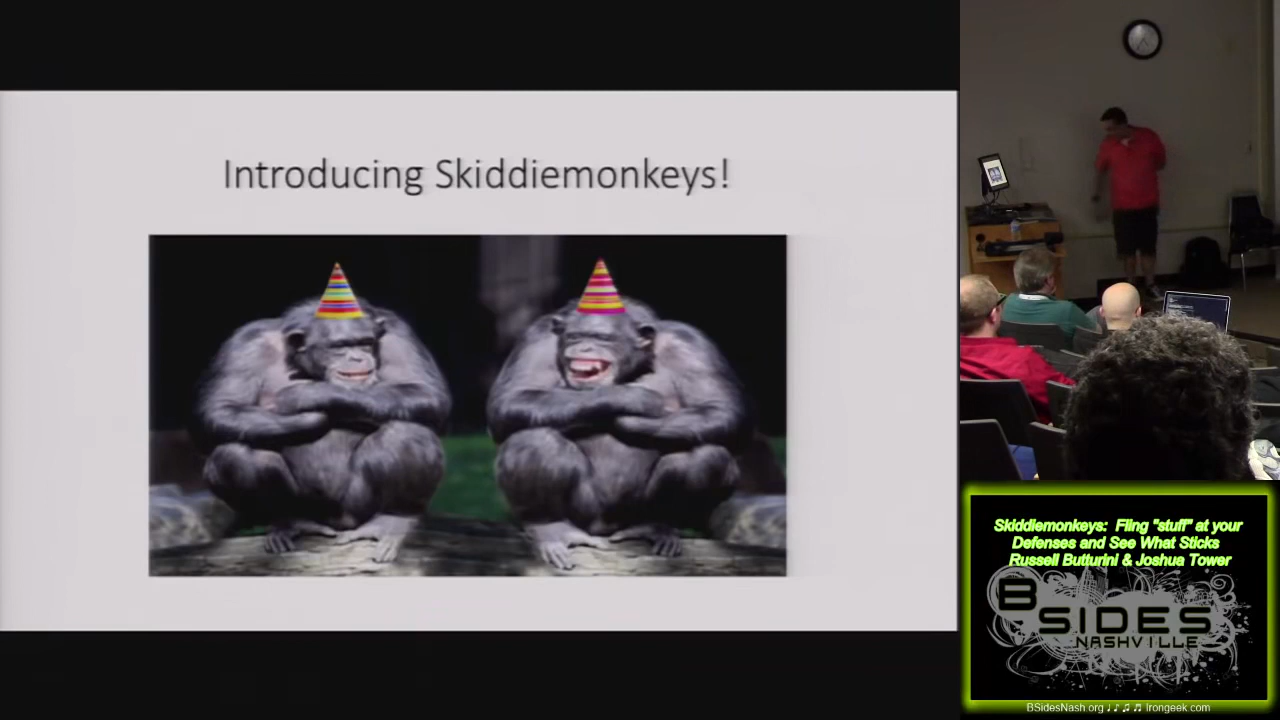 Introducing Skiddiemonkeys!
Skiddiemonkeys: Fling "stuff" at your
Defenses and See What Sticks
Russell Butturini & Joshua Tower
BSIDES
NASHVILLE
BSidesNash.org ♩♪♫♬ Irongeek.com